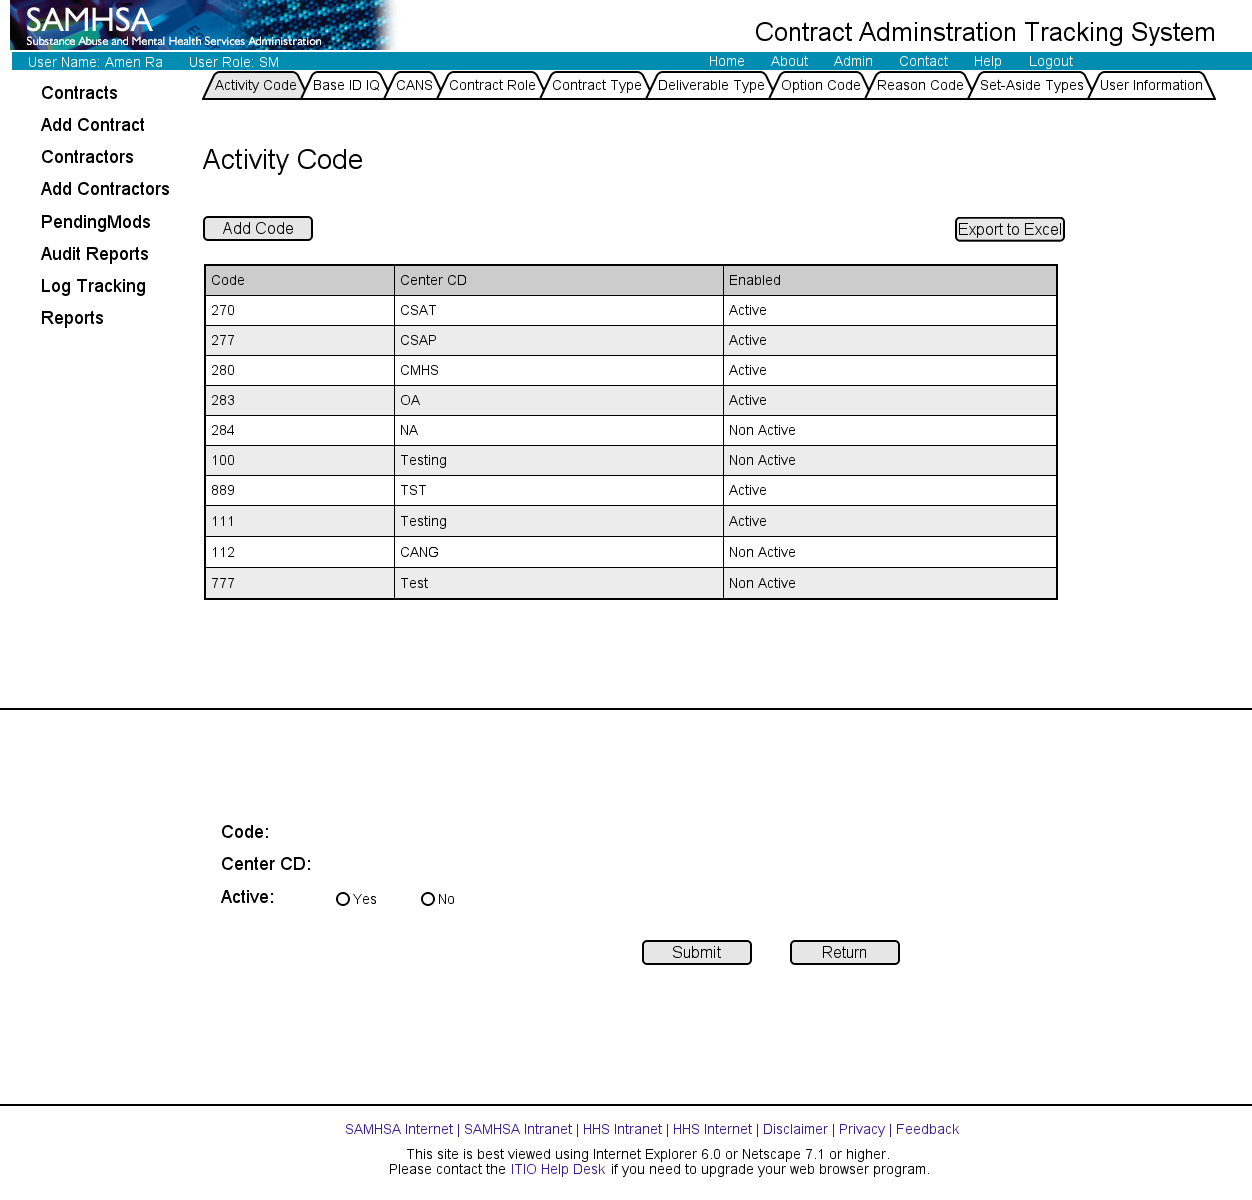 SAMHSA
Substance Abuse and Mental Health Services Administration
Contract Adminstration Tracking System
User Name: Amen Ra User Role: SM Home About Admin Contact Help Logout
Activity Code Base ID IQ CANS Contract Role Contract Type Deliverable Type Option Code Reason Code Set-Aside Types User Information
Contracts
Add Contract
Contractors
Add Contractors
PendingMods
Audit Reports
Log Tracking
Reports
Activity Code
Add Code Export to Excel
Code Center CD Enabled
270 CSAT Active
277 CSAP Active
280 CMHS Active
283 OA Active
284 NA Non Active
100 Testing Non Active
889 TST Active
111 Testing Active
112 CANG Non Active
777 Test Non Active
Code:
Center CD:
Active: Yes No
Submit Return
SAMHSA Internet | SAMHSA Intranet | HHS Intranet | HHS Internet | Disclaimer | Privacy | Feedback
This site is best viewed using Internet Explorer 6.0 or Netscape 7.1 or higher.
Please contact the ITIO Help Desk if you need to upgrade your web browser program.